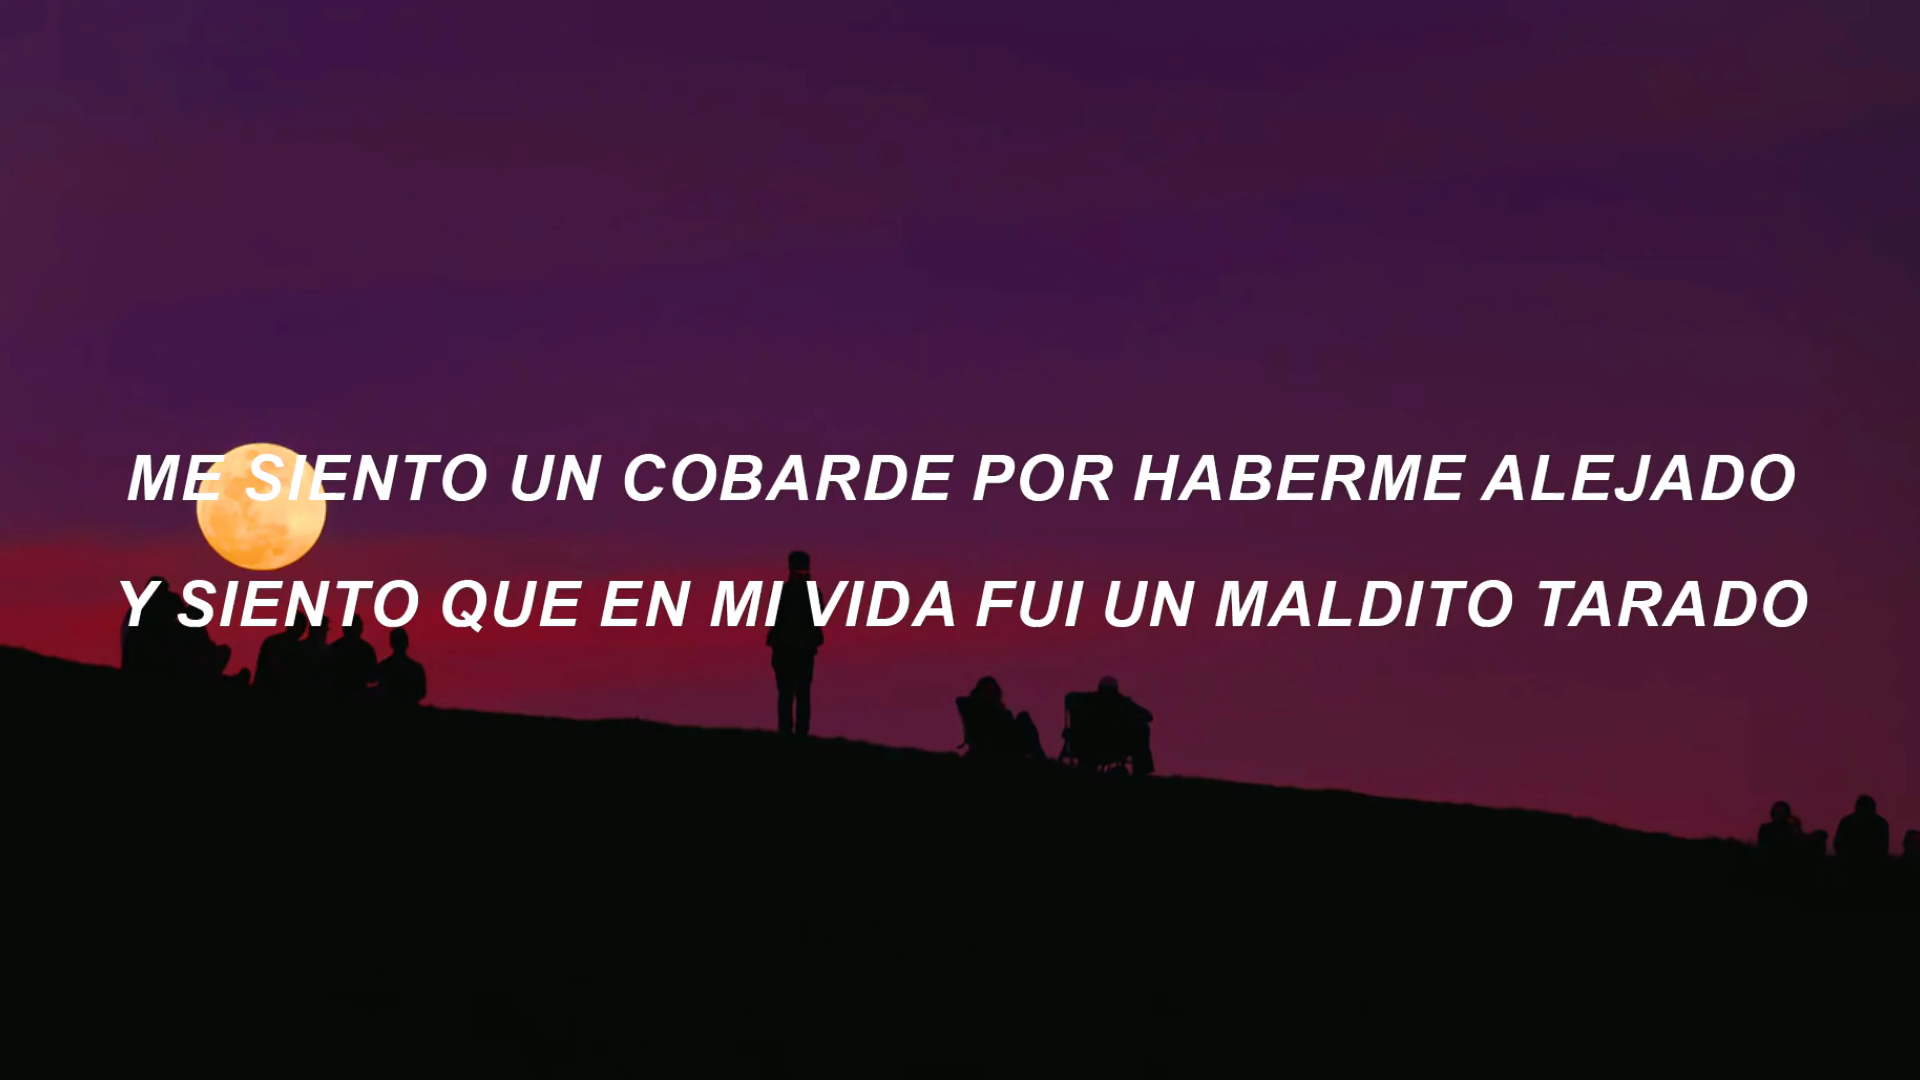 ME SIENTO UN COBARDE POR HABERME ALEJADO
Y SIENTO QUE EN MI VIDA FUI UN MALDITO TARADO